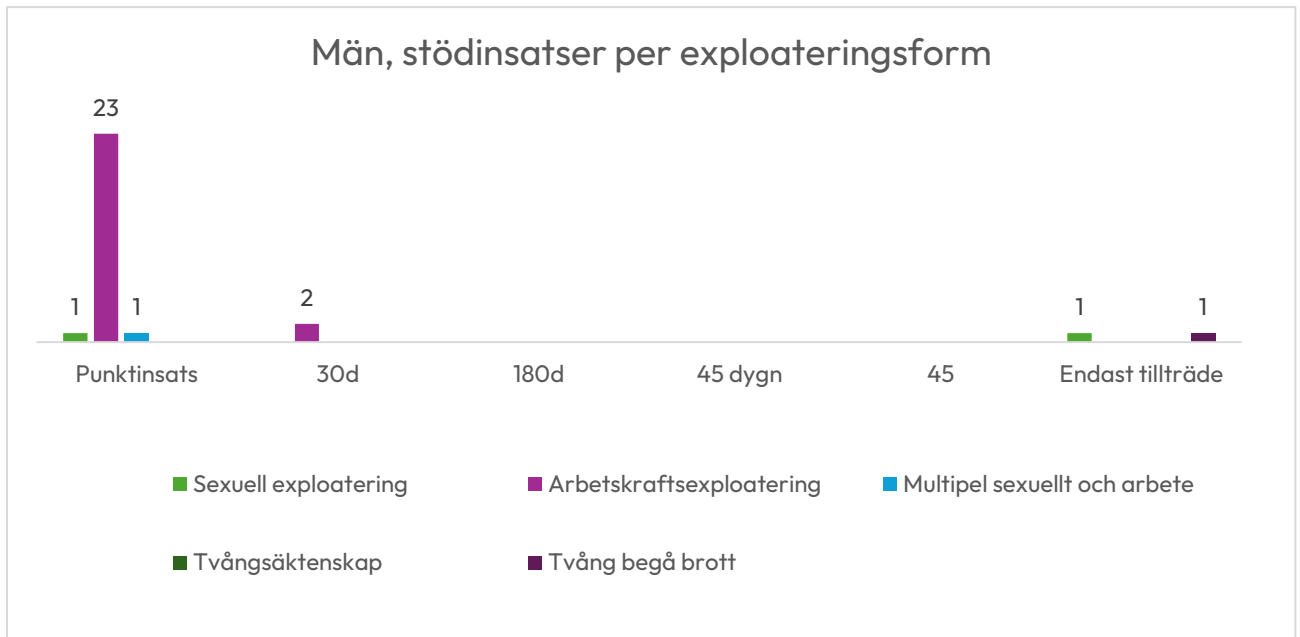 Män, stödinsatser per exploateringsform
23
1
1
2
1
1
Punktinsats 30d 180d 45 dygn 45 Endast tillträde
Sexuell exploatering Arbetskraftsexploatering Multipel sexuellt och arbete
Tvångsäktenskap Tvång begå brott